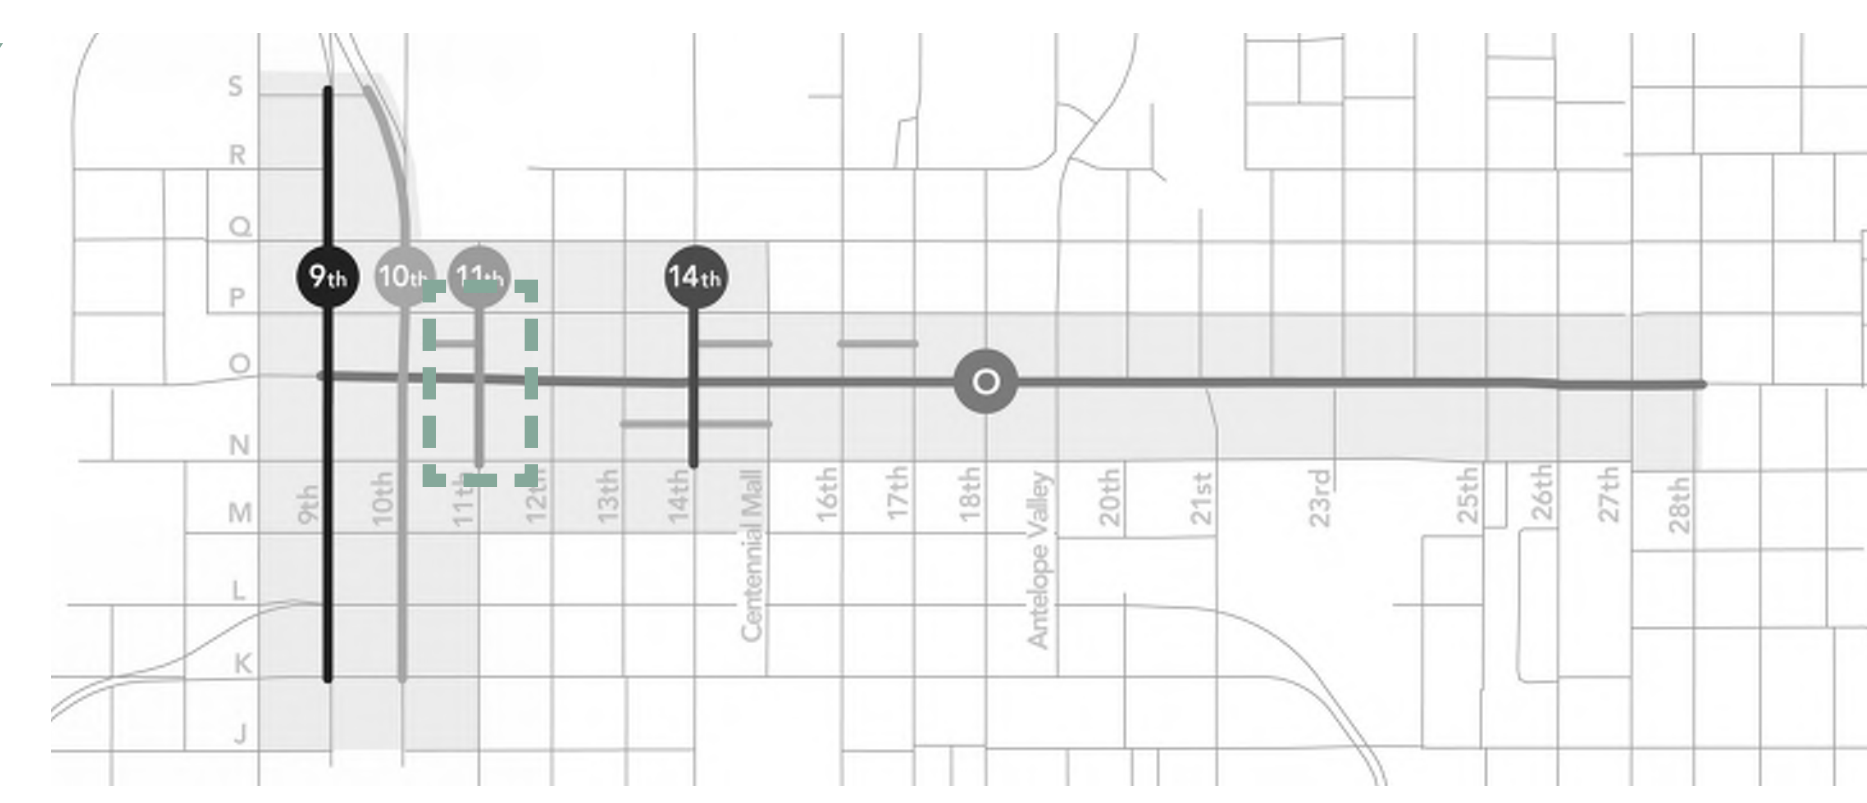 S
R
Q
9th 10th 11th 14th
P
O
O
N
M
9th 10th 11th 12th 13th 14th Centennial Mall 16th 17th 18th Antelope Valley 20th 21st 23rd 25th 26th 27th 28th
L
K
J